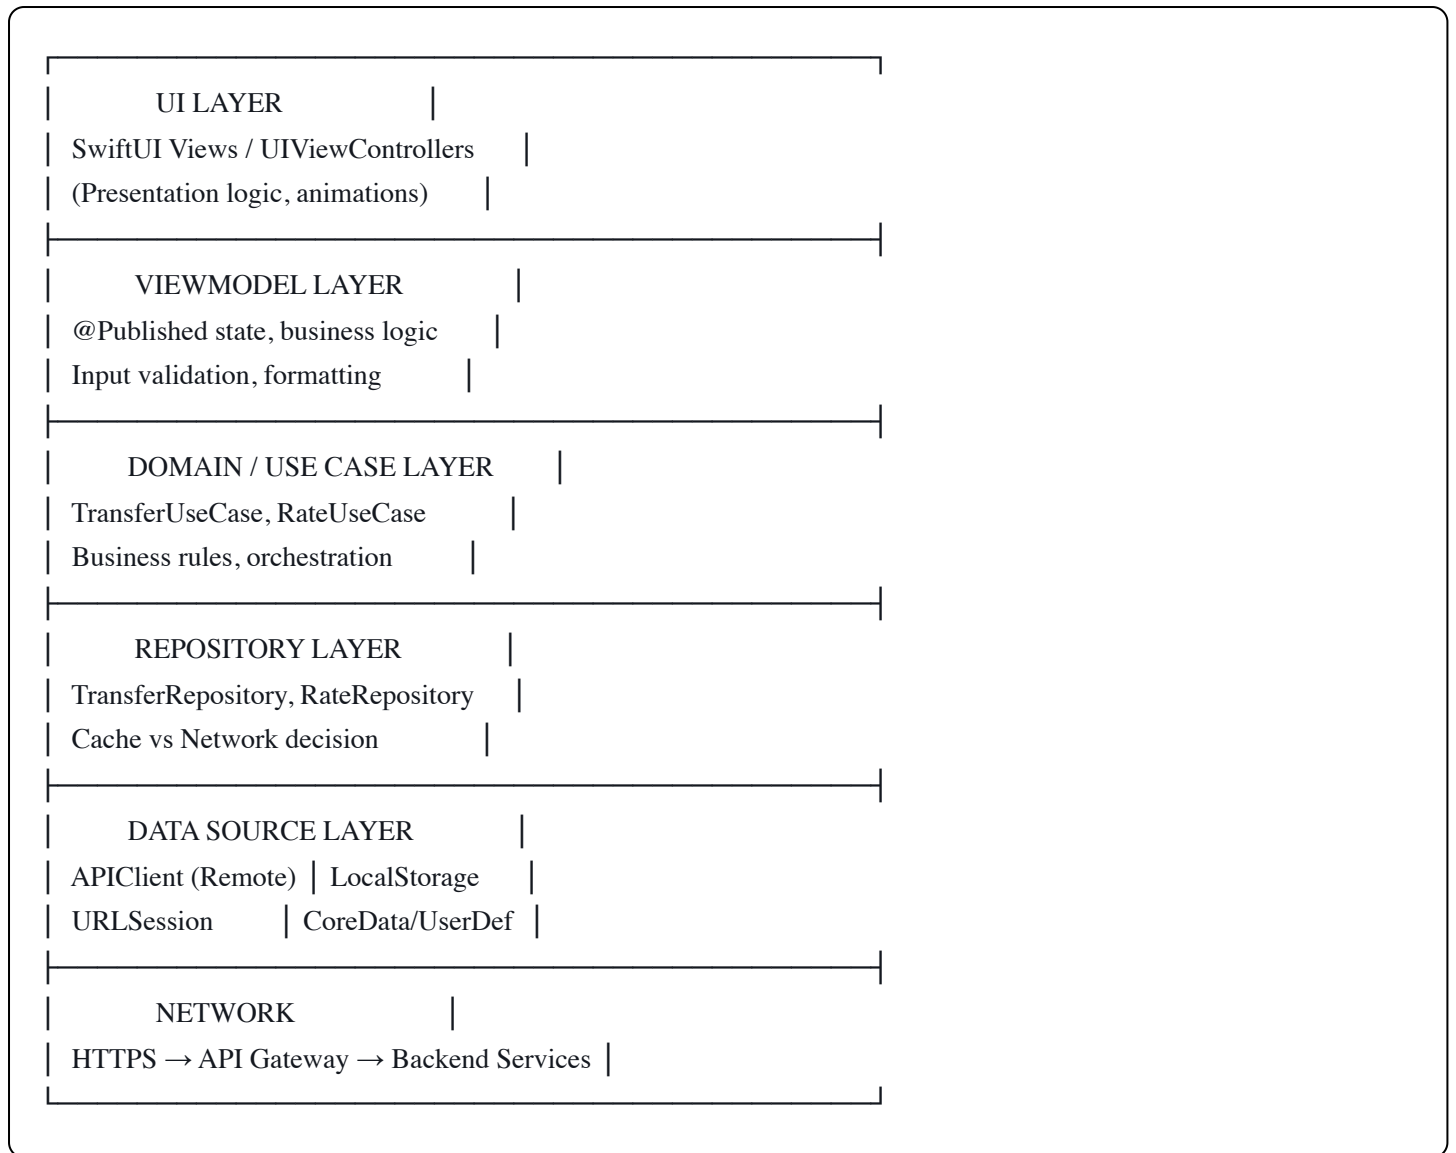 UI LAYER
SwiftUI Views / UIViewControllers
(Presentation logic, animations)
VIEWMODEL LAYER
@Published state, business logic
Input validation, formatting
DOMAIN / USE CASE LAYER
TransferUseCase, RateUseCase
Business rules, orchestration
REPOSITORY LAYER
TransferRepository, RateRepository
Cache vs Network decision
DATA SOURCE LAYER
APIClient (Remote) │ LocalStorage
URLSession │ CoreData/UserDef
NETWORK
HTTPS → API Gateway → Backend Services